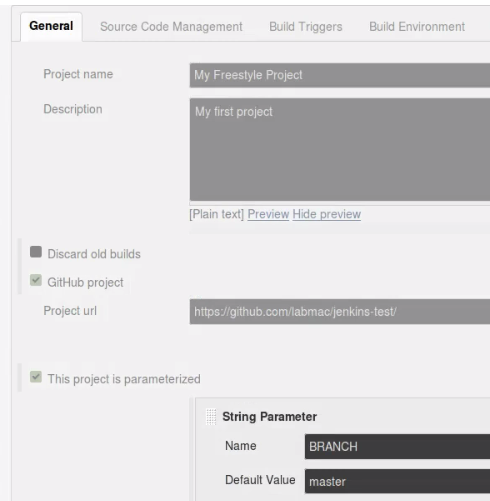 General Source Code Management Build Triggers Build Environment
Project name My Freestyle Project
Description My first project
[Plain text] Preview Hide preview
Discard old builds
GitHub project
Project url https://github.com/labmac/jenkins-test/
This project is parameterized
String Parameter
Name BRANCH
Default Value master